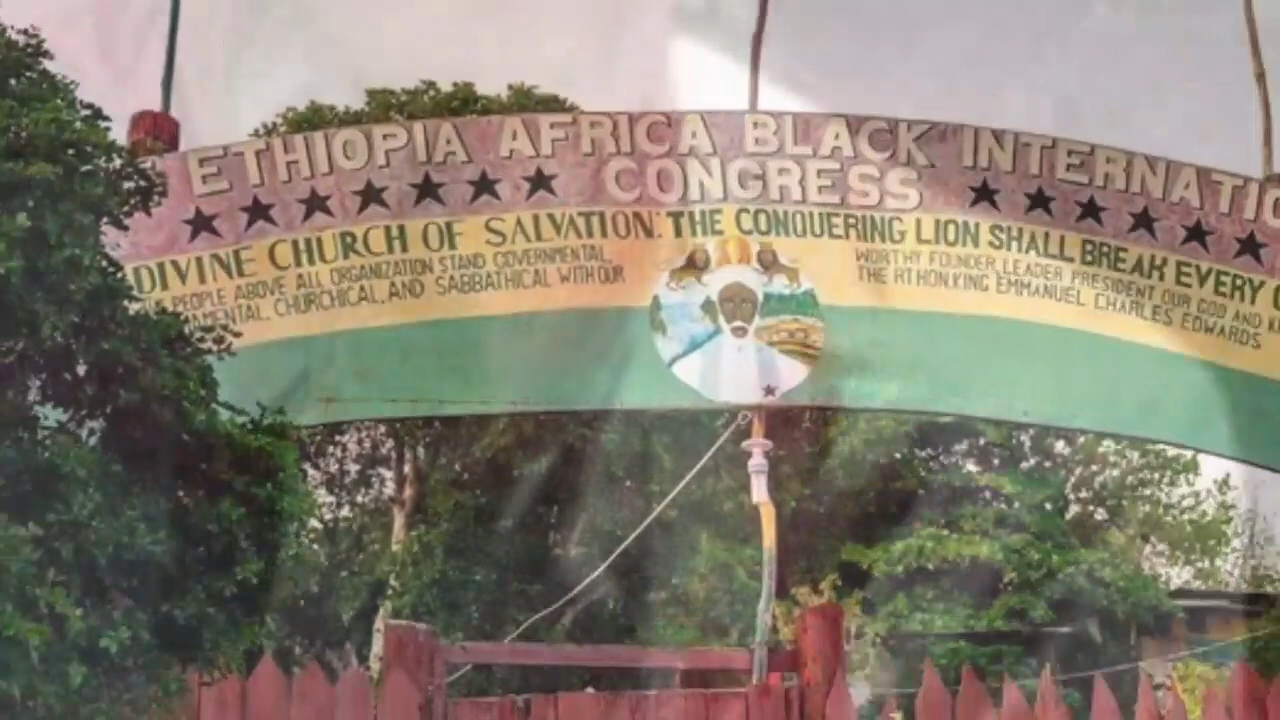 ETHIOPIA AFRICA BLACK
CONGRESS
DIVINE CHURCH OF SALVATION: THE CONQUERING LION SHALL BREAK EVERY
PEOPLE ABOVE ALL ORGANIZATION STAND GOVERNMENTAL,
CHURCHICAL, AND SABBATHICAL WITH OUR
WORTHY FOUNDER, LEADER PRESIDENT OUR GOD AND
THE RT HON. KING EMMANUEL CHARLES EDWARDS